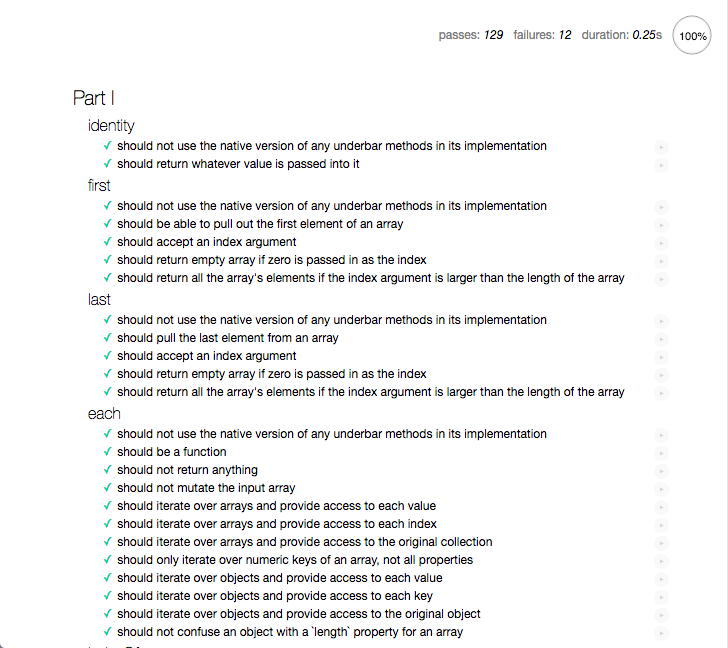 passes: 129 failures: 12 duration: 0.25s 100%
Part I
identity
✓ should not use the native version of any underbar methods in its implementation
✓ should return whatever value is passed into it
first
✓ should not use the native version of any underbar methods in its implementation
✓ should be able to pull out the first element of an array
✓ should accept an index argument
✓ should return empty array if zero is passed in as the index
✓ should return all the array's elements if the index argument is larger than the length of the array
last
✓ should not use the native version of any underbar methods in its implementation
✓ should pull the last element from an array
✓ should accept an index argument
✓ should return empty array if zero is passed in as the index
✓ should return all the array's elements if the index argument is larger than the length of the array
each
✓ should not use the native version of any underbar methods in its implementation
✓ should be a function
✓ should not return anything
✓ should not mutate the input array
✓ should iterate over arrays and provide access to each value
✓ should iterate over arrays and provide access to each index
✓ should iterate over arrays and provide access to the original collection
✓ should only iterate over numeric keys of an array, not all properties
✓ should iterate over objects and provide access to each value
✓ should iterate over objects and provide access to each key
✓ should iterate over objects and provide access to the original object
✓ should not confuse an object with a `length` property for an array